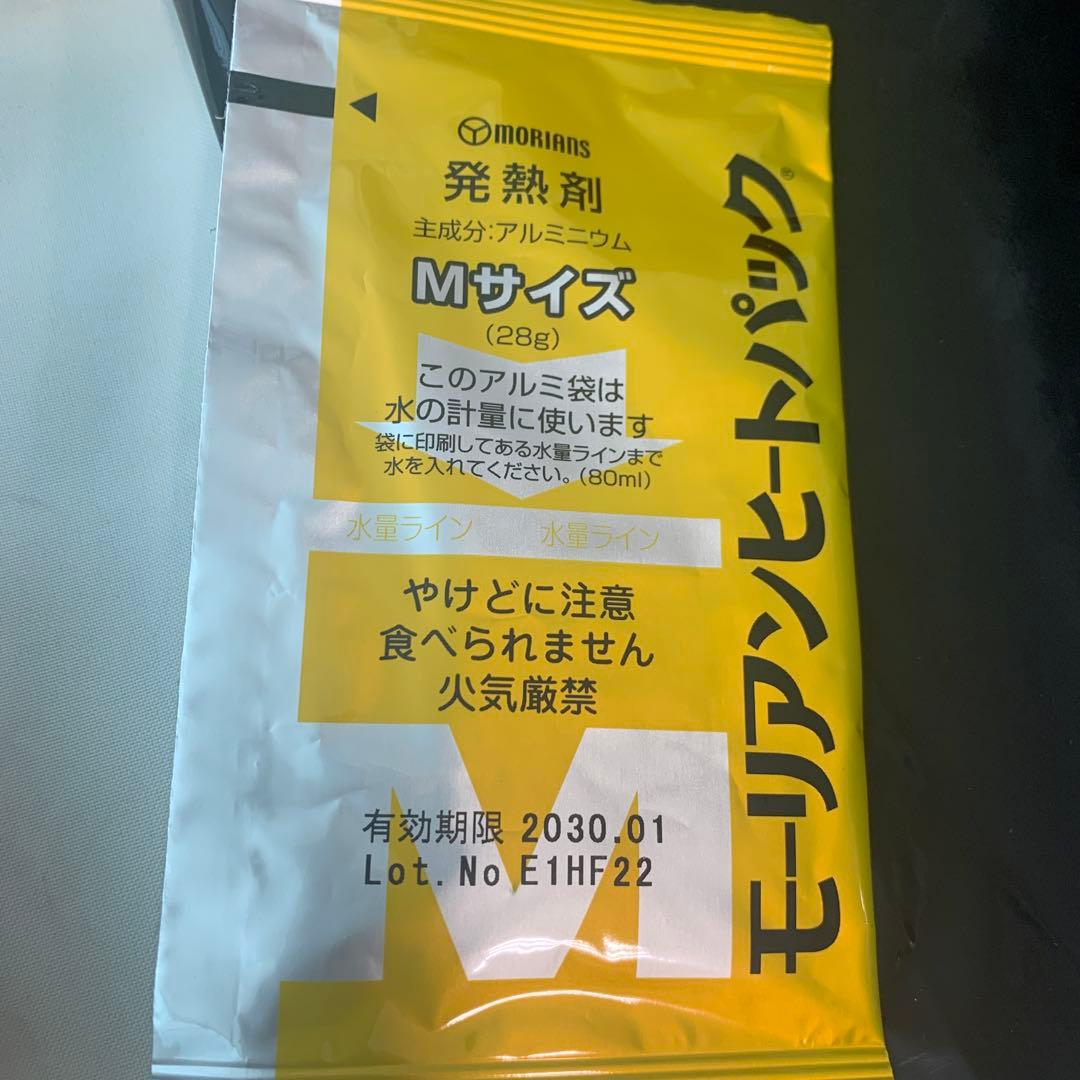 MORIANS
発熱剤
主成分:アルミニウム
Mサイズ
(28g)
このアルミ袋は
水の計量に使います
袋に印刷してある水量ラインまで
水を入れてください。(80ml)
水量ライン 水量ライン
やけどに注意
食べられません
火気厳禁
M
有効期限 2030.01
Lot.No E1HF22
モーリアンヒートパック®